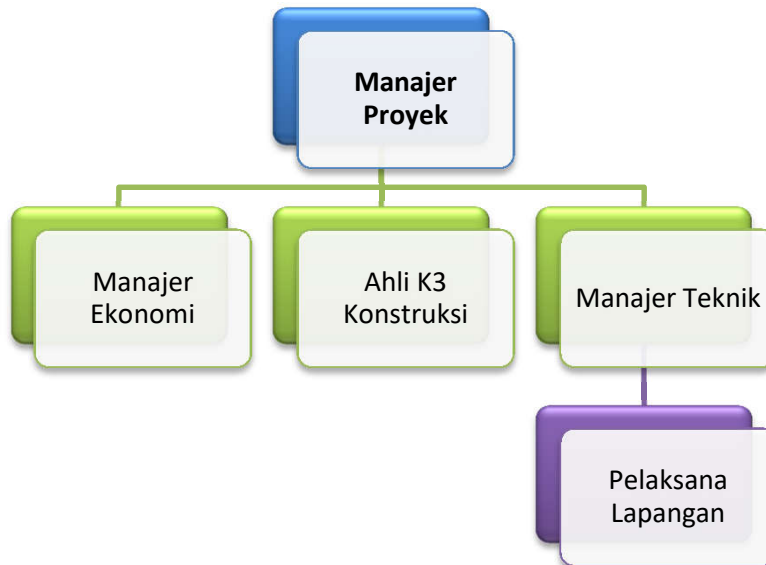 Manajer
Proyek
Manajer
Ekonomi
Ahli K3
Konstruksi
Manajer Teknik
Pelaksana
Lapangan